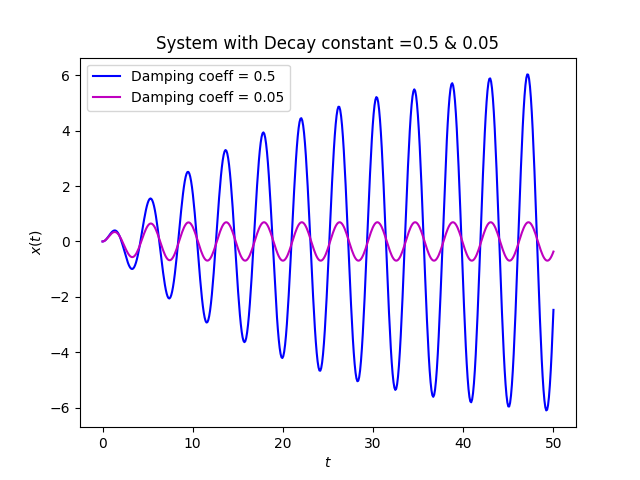 System with Decay constant =0.5 & 0.05
Damping coeff = 0.5
Damping coeff = 0.05
6
4
2
0
−2
−4
−6
x(t)
0 10 20 30 40 50
t